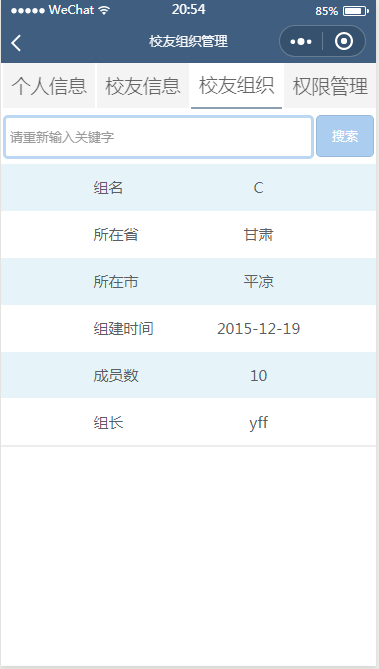 ●●●●● WeChat 20:54 85%
校友组织管理
个人信息 校友信息 校友组织 权限管理
请重新输入关键字 搜索
组名 C
所在省 甘肃
所在市 平凉
组建时间 2015-12-19
成员数 10
组长 yff